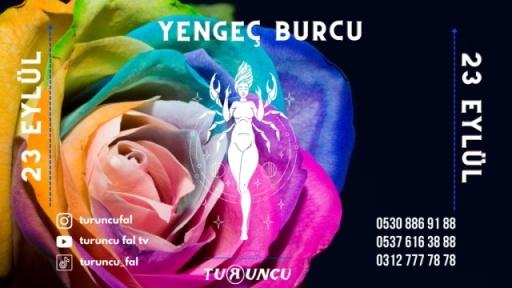 YENGEÇ BURCU
23 EYLÜL
23 EYLÜL
turuncufal
turuncu fal tv
turuncu_fal
0530 886 91 88
0537 616 38 88
0312 777 78 78
TURUNCU